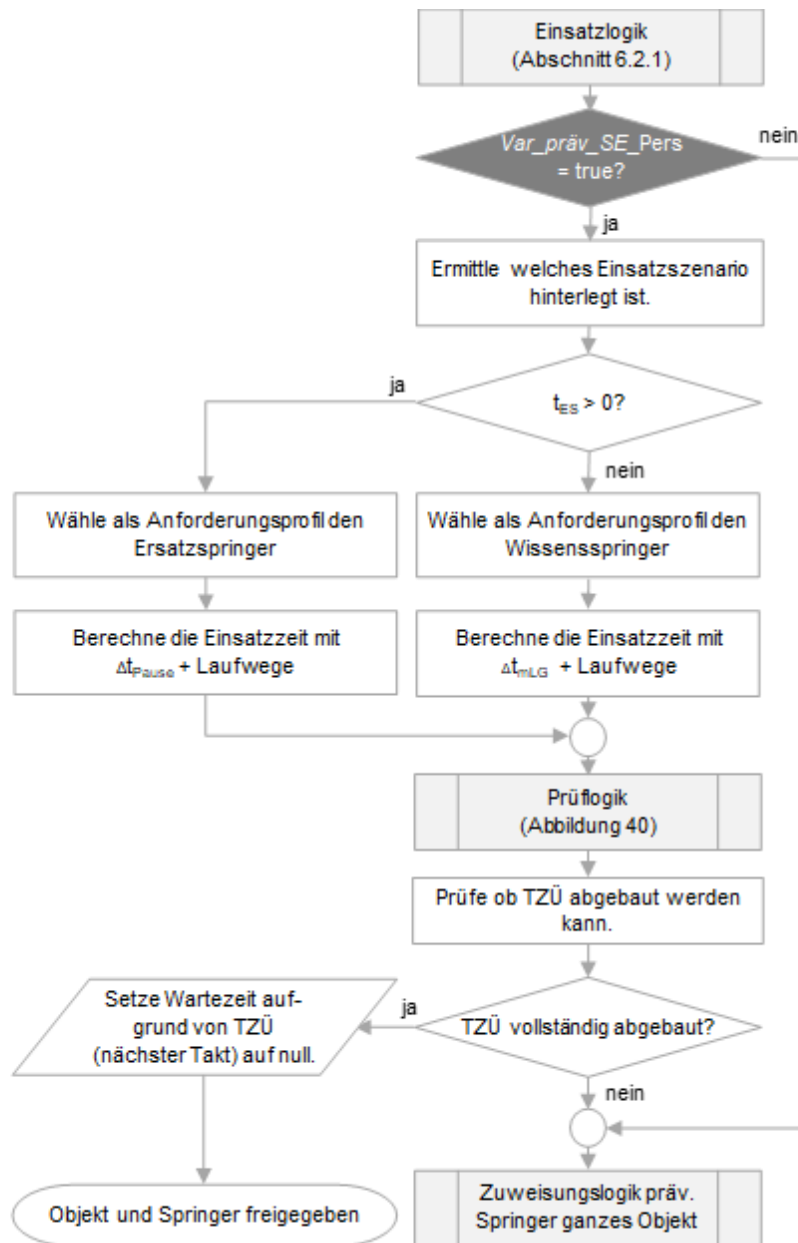 Einsatzlogik
(Abschnitt 6.2.1)
Var_präv_SE_Pers
= true?
nein
ja
Ermittle welches Einsatzszenario
hinterlegt ist.
ja
tES > 0?
nein
Wähle als Anforderungsprofil den
Ersatzspringer
Wähle als Anforderungsprofil den
Wissensspringer
Berechne die Einsatzzeit mit
ΔtPause + Laufwege
Berechne die Einsatzzeit mit
ΔtmLG + Laufwege
Prüflogik
(Abbildung 40)
Prüfe ob TZÜ abgebaut werden
kann.
Setze Wartezeit auf-
grund von TZÜ
(nächster Takt) auf null.
ja
TZÜ vollständig abgebaut?
nein
Objekt und Springer freigegeben
Zuweisungslogik präv.
Springer ganzes Objekt